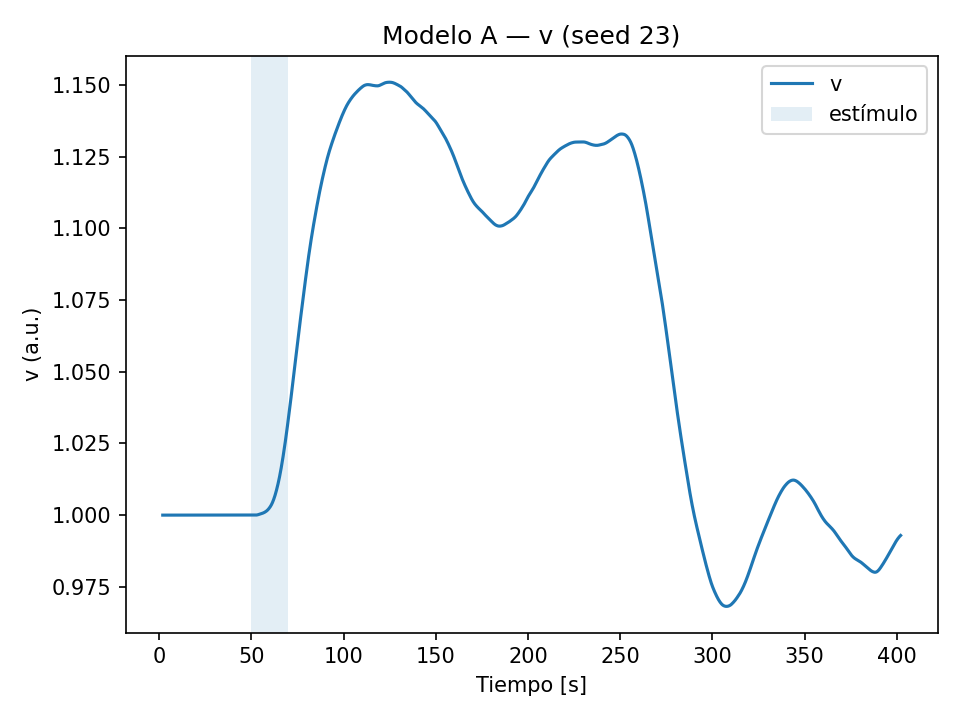 Modelo A — v (seed 23)
v
estímulo
1.150
1.125
1.100
1.075
1.050
1.025
1.000
0.975
v (a.u.)
0 50 100 150 200 250 300 350 400
Tiempo [s]